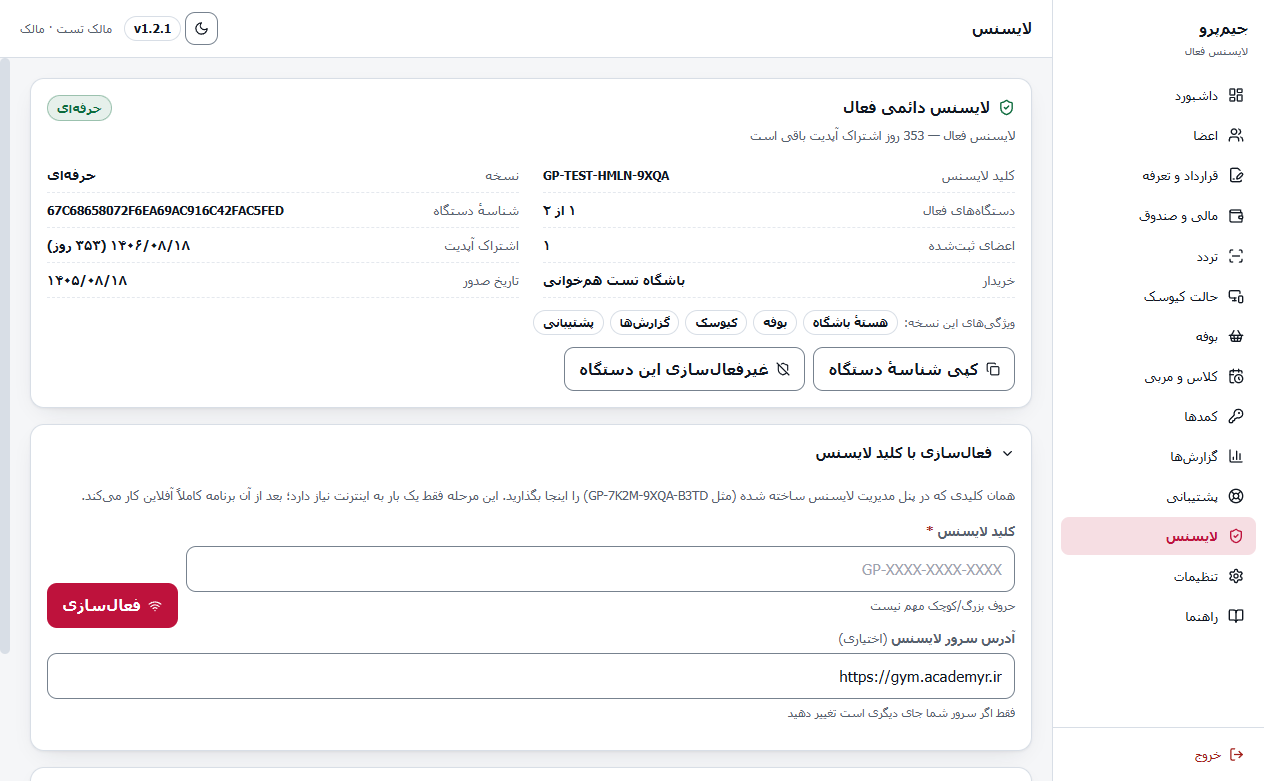 جیم‌پرو
لایسنس فعال
داشبورد
اعضا
قرارداد و تعرفه
مالی و صندوق
تردد
حالت کیوسک
بوفه
کلاس و مربی
کمدها
گزارش‌ها
پشتیبانی
لایسنس
تنظیمات
راهنما
خروج
لایسنس
v1.2.1
مالک تست · مالک
لایسنس دائمی فعال
حرفه‌ای
لایسنس فعال — 353 روز اشتراک آپدیت باقی است
کلید لایسنس GP-TEST-HMLN-9XQA
نسخه حرفه‌ای
دستگاه‌های فعال ۱ از ۲
شناسهٔ دستگاه 67C68658072F6EA69AC916C42FAC5FED
اعضای ثبت‌شده ۱
اشتراک آپدیت ۱۴۰۶/۰۸/۱۸ (۳۵۳ روز)
خریدار باشگاه تست هم‌خوانی
تاریخ صدور ۱۴۰۵/۰۸/۱۸
ویژگی‌های این نسخه: هستهٔ باشگاه بوفه کیوسک گزارش‌ها پشتیبانی
کپی شناسهٔ دستگاه
غیرفعال‌سازی این دستگاه
فعال‌سازی با کلید لایسنس
همان کلیدی که در پنل مدیریت لایسنس ساخته شده (مثل GP-7K2M-9XQA-B3TD) را اینجا بگذارید. این مرحله فقط یک بار به اینترنت نیاز دارد؛ بعد از آن برنامه کاملاً آفلاین کار می‌کند.
کلید لایسنس *
GP-XXXX-XXXX-XXXX
فعال‌سازی
حروف بزرگ/کوچک مهم نیست
آدرس سرور لایسنس (اختیاری)
https://gym.academyr.ir
فقط اگر سرور شما جای دیگری است تغییر دهید